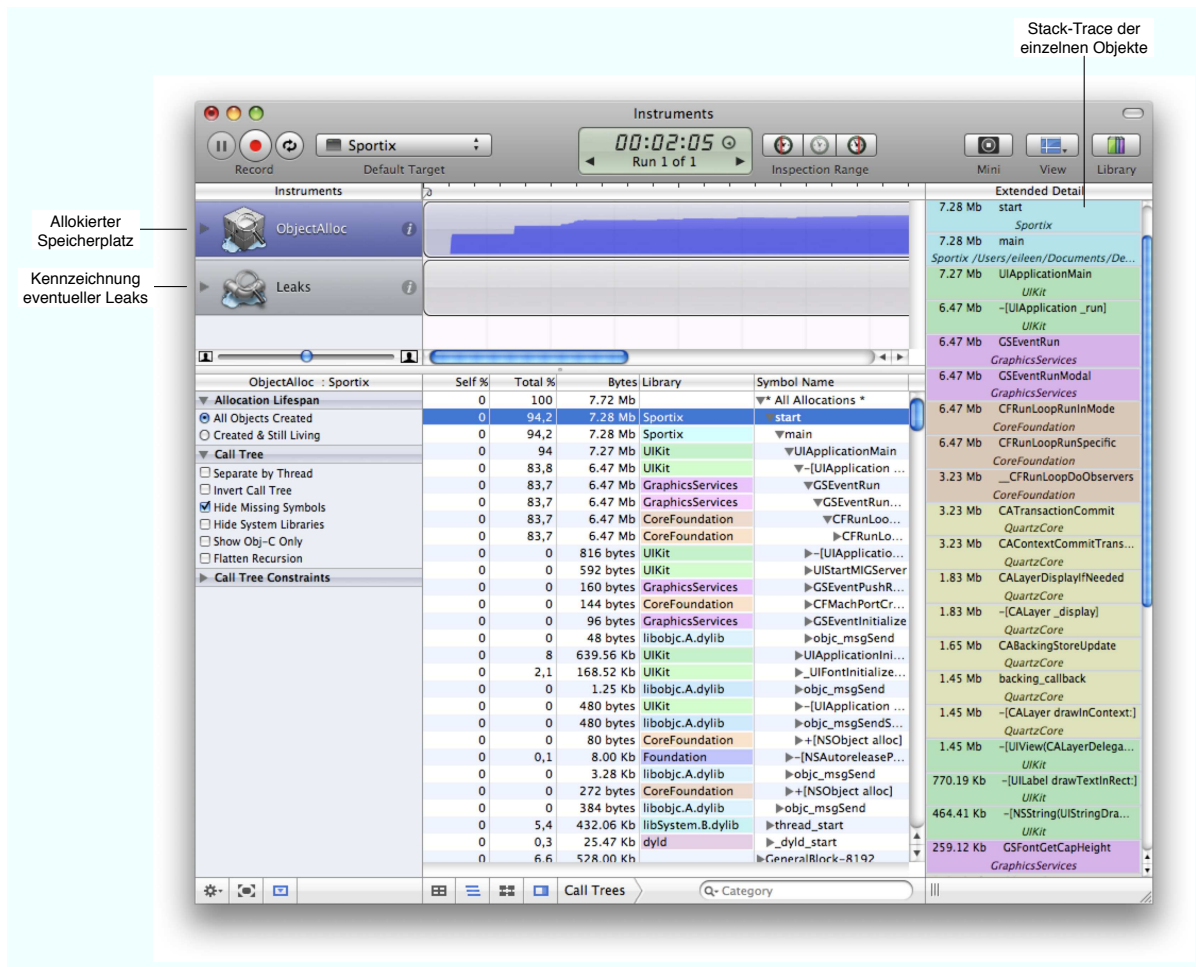 Stack-Trace der
einzelnen Objekte
Instruments
Sportix
00:02:05
Run 1 of 1
Record
Default Target
Inspection Range
Mini
View
Library
Instruments
Extended Detail
Allokierter
Speicherplatz
ObjectAlloc
Kennzeichnung
eventueller Leaks
Leaks
7.28 Mb start
Sportix
7.28 Mb main
Sportix /Users/eileen/Documents/De...
7.27 Mb UIApplicationMain
UIKit
6.47 Mb -[UIApplication _run]
UIKit
6.47 Mb GSEventRun
GraphicsServices
6.47 Mb GSEventRunModal
GraphicsServices
6.47 Mb CFRunLoopRunInMode
CoreFoundation
6.47 Mb CFRunLoopRunSpecific
CoreFoundation
3.23 Mb __CFRunLoopDoObservers
CoreFoundation
3.23 Mb CATransactionCommit
QuartzCore
3.23 Mb CAContextCommitTrans...
QuartzCore
1.83 Mb CALayerDisplayIfNeeded
QuartzCore
1.83 Mb -[CALayer _display]
QuartzCore
1.65 Mb CABackingStoreUpdate
QuartzCore
1.45 Mb backing_callback
QuartzCore
1.45 Mb -[CALayer drawInContext:]
QuartzCore
1.45 Mb -[UIView(CALayerDelega...
UIKit
770.19 Kb -[UILabel drawTextInRect:]
UIKit
464.41 Kb -[NSString(UIStringDra...
UIKit
259.12 Kb GSFontGetCapHeight
GraphicsServices
ObjectAlloc : Sportix
Allocation Lifespan
All Objects Created
Created & Still Living
Call Tree
Separate by Thread
Invert Call Tree
Hide Missing Symbols
Hide System Libraries
Show Obj-C Only
Flatten Recursion
Call Tree Constraints
Self % Total % Bytes Library Symbol Name
0 100 7.72 Mb * All Allocations *
0 94,2 7.28 Mb Sportix start
0 94,2 7.28 Mb Sportix main
0 94 7.27 Mb UIKit UIApplicationMain
0 83,8 6.47 Mb UIKit -[UIApplication ...
0 83,7 6.47 Mb GraphicsServices GSEventRun
0 83,7 6.47 Mb GraphicsServices GSEventRun...
0 83,7 6.47 Mb CoreFoundation CFRunLoo...
0 83,7 6.47 Mb CoreFoundation CFRunLo...
0 0 816 bytes UIKit -[UIApplicatio...
0 0 592 bytes UIKit UIStartMIGServer
0 0 160 bytes GraphicsServices GSEventPushR...
0 0 144 bytes CoreFoundation CFMachPortCr...
0 0 96 bytes GraphicsServices GSEventInitialize
0 0 48 bytes libobjc.A.dylib objc_msgSend
0 8 639.56 Kb UIKit UIApplicationIni...
0 2,1 168.52 Kb UIKit _UIFontInitialize...
0 0 1.25 Kb libobjc.A.dylib objc_msgSend
0 0 480 bytes UIKit -[UIApplication ...
0 0 480 bytes libobjc.A.dylib objc_msgSendS...
0 0 80 bytes CoreFoundation +[NSObject alloc]
0 0,1 8.00 Kb Foundation -[NSAutoreleaseP...
0 0 3.28 Kb libobjc.A.dylib objc_msgSend
0 0 272 bytes CoreFoundation +[NSObject alloc]
0 0 384 bytes libobjc.A.dylib objc_msgSend
0 5,4 432.06 Kb libSystem.B.dylib thread_start
0 0,3 25.47 Kb dyld _dyld_start
0 6,6 528.00 Kb GeneralBlock-8192
Call Trees
Category